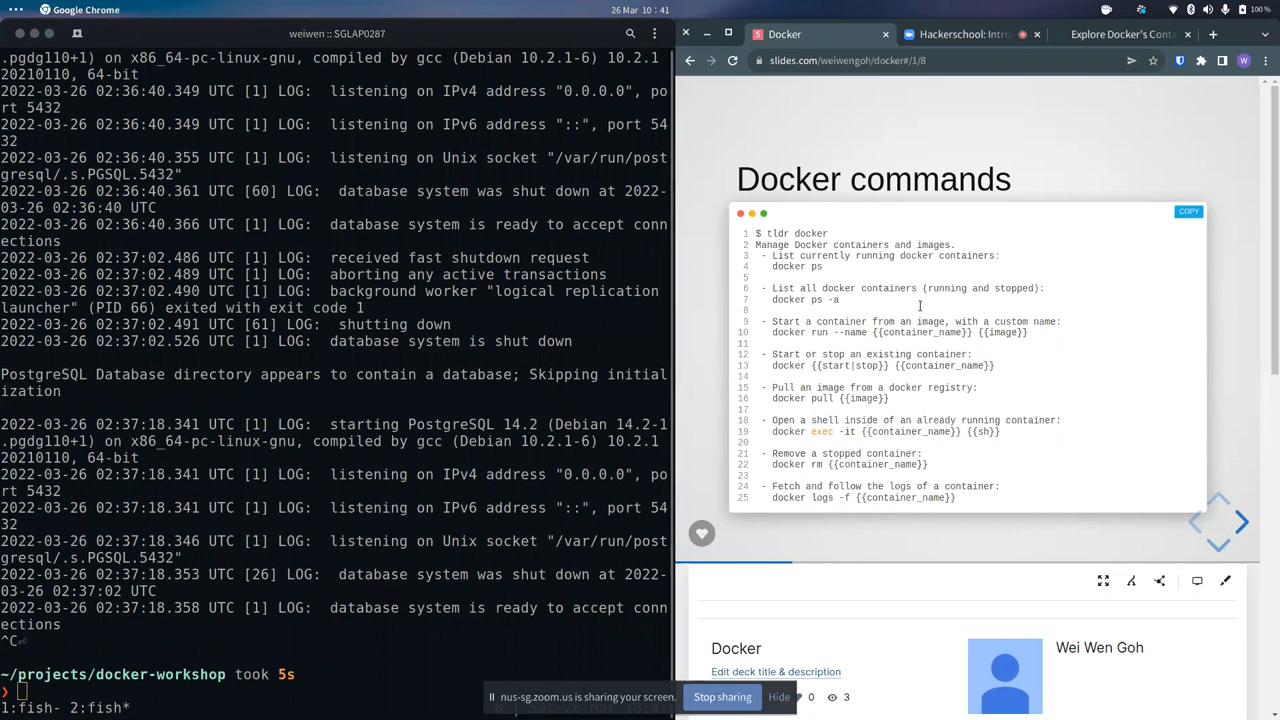 Google Chrome
26 Mar 10:41
100 %
weiwen :: SGLAP0287
.pgdg110+1) on x86_64-pc-linux-gnu, compiled by gcc (Debian 10.2.1-6) 10.2.1
20210110, 64-bit
2022-03-26 02:36:40.349 UTC [1] LOG:  listening on IPv4 address "0.0.0.0", po
rt 5432
2022-03-26 02:36:40.349 UTC [1] LOG:  listening on IPv6 address "::", port 54
32
2022-03-26 02:36:40.355 UTC [1] LOG:  listening on Unix socket "/var/run/post
gresql/.s.PGSQL.5432"
2022-03-26 02:36:40.361 UTC [60] LOG:  database system was shut down at 2022-
03-26 02:36:40 UTC
2022-03-26 02:36:40.366 UTC [1] LOG:  database system is ready to accept conn
ections
2022-03-26 02:37:02.486 UTC [1] LOG:  received fast shutdown request
2022-03-26 02:37:02.489 UTC [1] LOG:  aborting any active transactions
2022-03-26 02:37:02.490 UTC [1] LOG:  background worker "logical replication
launcher" (PID 66) exited with exit code 1
2022-03-26 02:37:02.491 UTC [61] LOG:  shutting down
2022-03-26 02:37:02.526 UTC [1] LOG:  database system is shut down
PostgreSQL Database directory appears to contain a database; Skipping initial
ization
2022-03-26 02:37:18.341 UTC [1] LOG:  starting PostgreSQL 14.2 (Debian 14.2-1
.pgdg110+1) on x86_64-pc-linux-gnu, compiled by gcc (Debian 10.2.1-6) 10.2.1
20210110, 64-bit
2022-03-26 02:37:18.341 UTC [1] LOG:  listening on IPv4 address "0.0.0.0", po
rt 5432
2022-03-26 02:37:18.341 UTC [1] LOG:  listening on IPv6 address "::", port 54
32
2022-03-26 02:37:18.346 UTC [1] LOG:  listening on Unix socket "/var/run/post
gresql/.s.PGSQL.5432"
2022-03-26 02:37:18.353 UTC [26] LOG:  database system was shut down at 2022-
03-26 02:37:02 UTC
2022-03-26 02:37:18.358 UTC [1] LOG:  database system is ready to accept conn
ections
^C⏎
~/projects/docker-workshop took 5s
❯
1:fish- 2:fish*
nus-sg.zoom.us is sharing your screen.
Stop sharing
Hide
Docker
Hackerschool: Intro
Explore Docker's Conta
slides.com/weiwengoh/docker#/1/8
W
Docker commands
COPY
1 $ tldr docker
2 Manage Docker containers and images.
3 - List currently running docker containers:
4 docker ps
5
6 - List all docker containers (running and stopped):
7 docker ps -a
8
9 - Start a container from an image, with a custom name:
10 docker run --name {{container_name}} {{image}}
11
12 - Start or stop an existing container:
13 docker {{start|stop}} {{container_name}}
14
15 - Pull an image from a docker registry:
16 docker pull {{image}}
17
18 - Open a shell inside of an already running container:
19 docker exec -it {{container_name}} {{sh}}
20
21 - Remove a stopped container:
22 docker rm {{container_name}}
23
24 - Fetch and follow the logs of a container:
25 docker logs -f {{container_name}}
Docker
Edit deck title & description
0
3
Wei Wen Goh